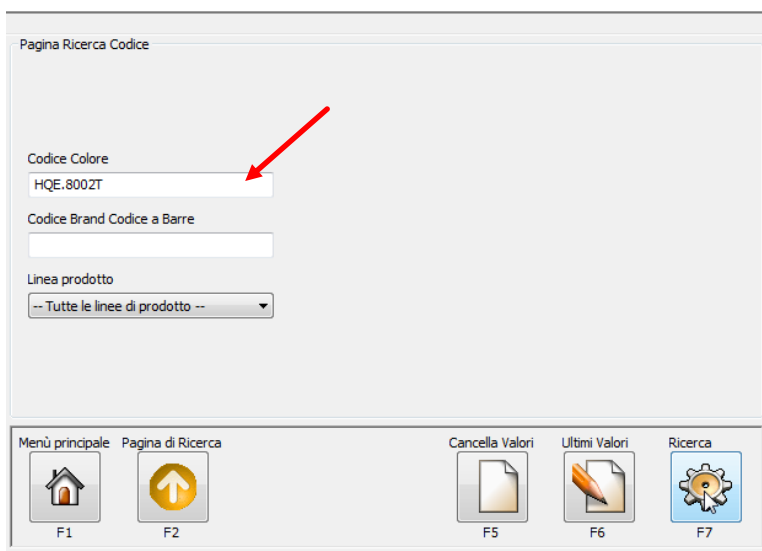 Pagina Ricerca Codice
Codice Colore
HQE.8002T
Codice Brand Codice a Barre
Linea prodotto
-- Tutte le linee di prodotto --
Menù principale Pagina di Ricerca Cancella Valori Ultimi Valori Ricerca
F1 F2 F5 F6 F7